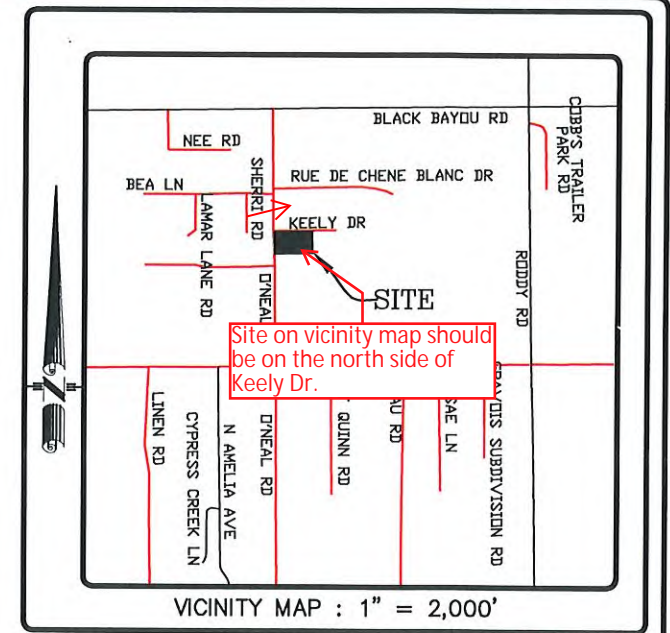 BLACK BAYOU RD
COBB'S TRAILER
PARK RD
NEE RD
SHERRI RD
RUE DE CHENE BLANC DR
BEA LN
LAMAR LANE RD
KEELY DR
RODDY RD
O'NEAL
SITE
Site on vicinity map should
be on the north side of
Keely Dr.
LINEN RD
CYPRESS CREEK LN
N AMELIA AVE
O'NEAL RD
QUINN RD
AU RD
SAE LN
SUBDIVISION RD
N
VICINITY MAP : 1" = 2,000'